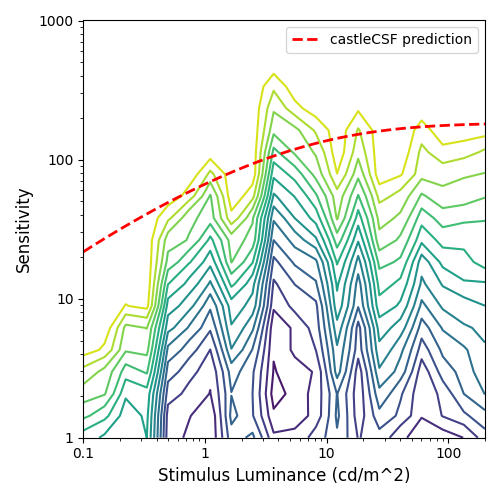 1000
castleCSF prediction
100
10
1
Sensitivity
0.1 1 10 100
Stimulus Luminance (cd/m^2)